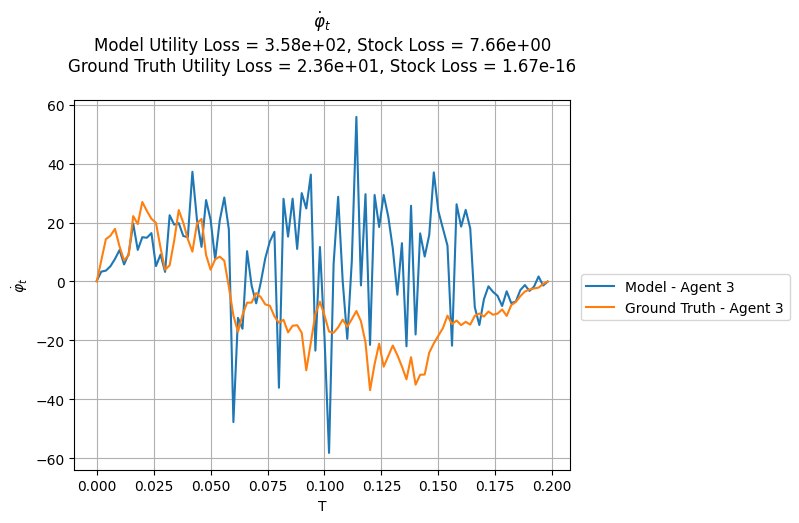 φ̇ₜ
Model Utility Loss = 3.58e+02, Stock Loss = 7.66e+00
Ground Truth Utility Loss = 2.36e+01, Stock Loss = 1.67e-16
60
40
20
0
−20
−40
−60
φ̇ₜ
0.000 0.025 0.050 0.075 0.100 0.125 0.150 0.175 0.200
T
Model - Agent 3
Ground Truth - Agent 3